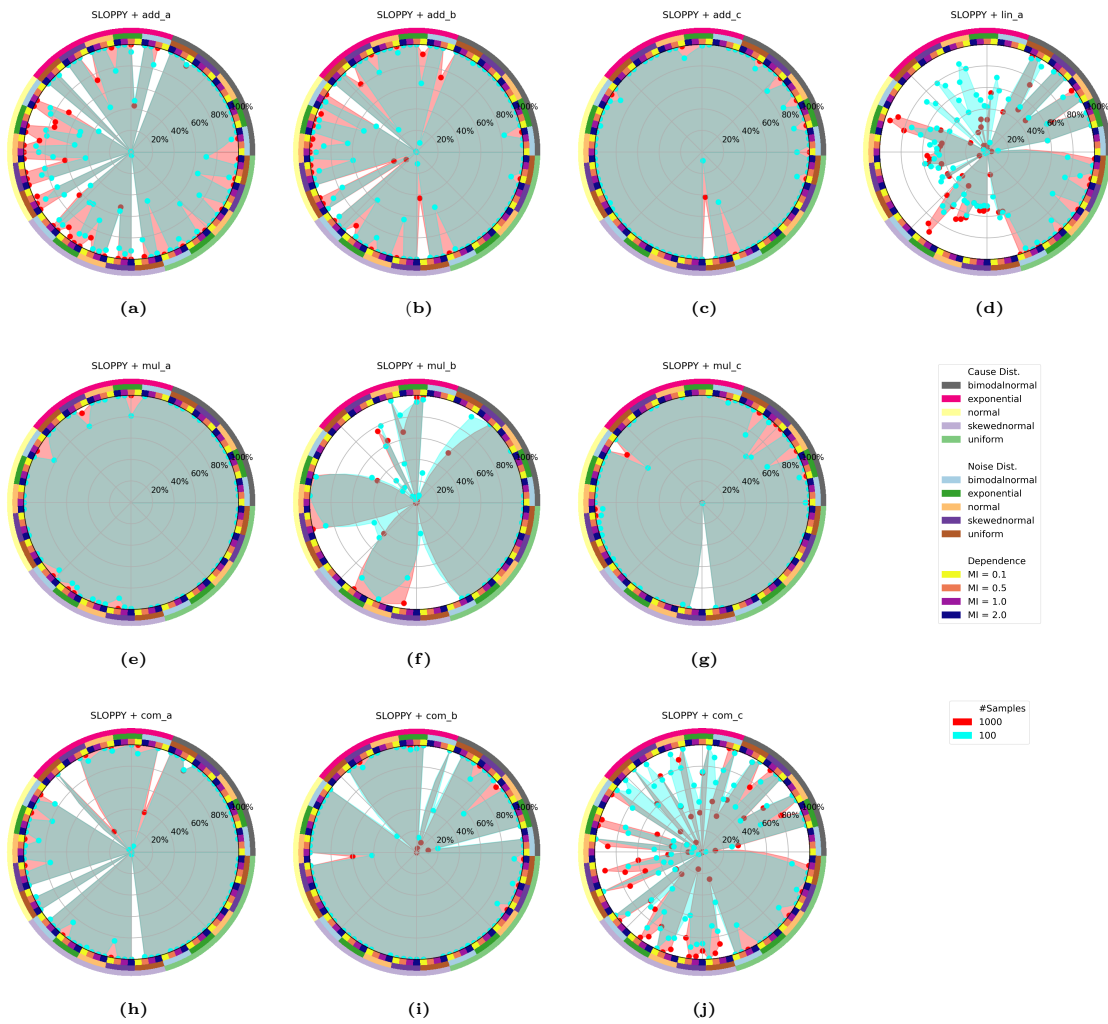 SLOPPY + add_a
SLOPPY + add_b
SLOPPY + add_c
SLOPPY + lin_a
20%
40%
60%
80%
100%
20%
40%
60%
80%
100%
20%
40%
60%
80%
100%
20%
40%
60%
80%
100%
(a)
(b)
(c)
(d)
SLOPPY + mul_a
SLOPPY + mul_b
SLOPPY + mul_c
20%
40%
60%
80%
100%
20%
40%
60%
80%
100%
20%
40%
60%
80%
100%
Cause Dist.
bimodalnormal
exponential
normal
skewednormal
uniform
Noise Dist.
bimodalnormal
exponential
normal
skewednormal
uniform
Dependence
MI = 0.1
MI = 0.5
MI = 1.0
MI = 2.0
(e)
(f)
(g)
SLOPPY + com_a
SLOPPY + com_b
SLOPPY + com_c
20%
40%
60%
80%
100%
20%
40%
60%
80%
100%
20%
40%
60%
80%
100%
#Samples
1000
100
(h)
(i)
(j)